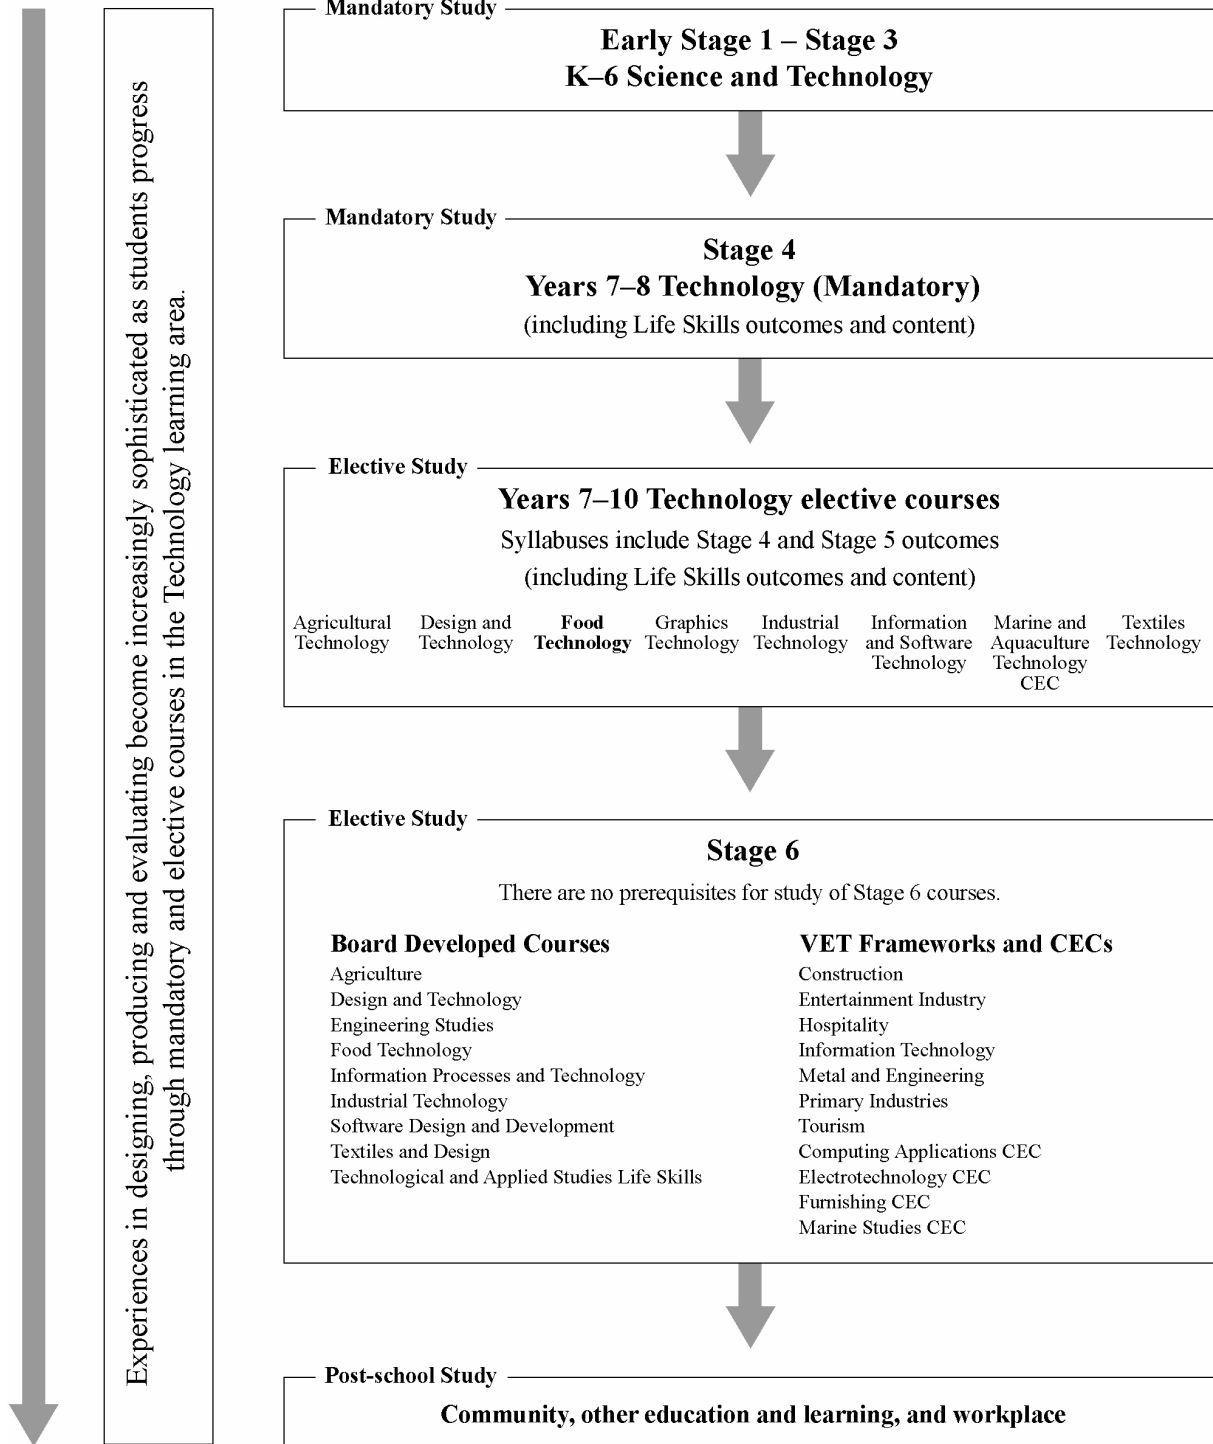 Experiences in designing, producing and evaluating become increasingly sophisticated as students progress
through mandatory and elective courses in the Technology learning area.
Mandatory Study
Early Stage 1 – Stage 3
K–6 Science and Technology
Mandatory Study
Stage 4
Years 7–8 Technology (Mandatory)
(including Life Skills outcomes and content)
Elective Study
Years 7–10 Technology elective courses
Syllabuses include Stage 4 and Stage 5 outcomes
(including Life Skills outcomes and content)
Agricultural
Technology
Design and
Technology
Food
Technology
Graphics
Technology
Industrial
Technology
Information
and Software
Technology
Marine and
Aquaculture
Technology
CEC
Textiles
Technology
Elective Study
Stage 6
There are no prerequisites for study of Stage 6 courses.
Board Developed Courses
Agriculture
Design and Technology
Engineering Studies
Food Technology
Information Processes and Technology
Industrial Technology
Software Design and Development
Textiles and Design
Technological and Applied Studies Life Skills
VET Frameworks and CECs
Construction
Entertainment Industry
Hospitality
Information Technology
Metal and Engineering
Primary Industries
Tourism
Computing Applications CEC
Electrotechnology CEC
Furnishing CEC
Marine Studies CEC
Post-school Study
Community, other education and learning, and workplace